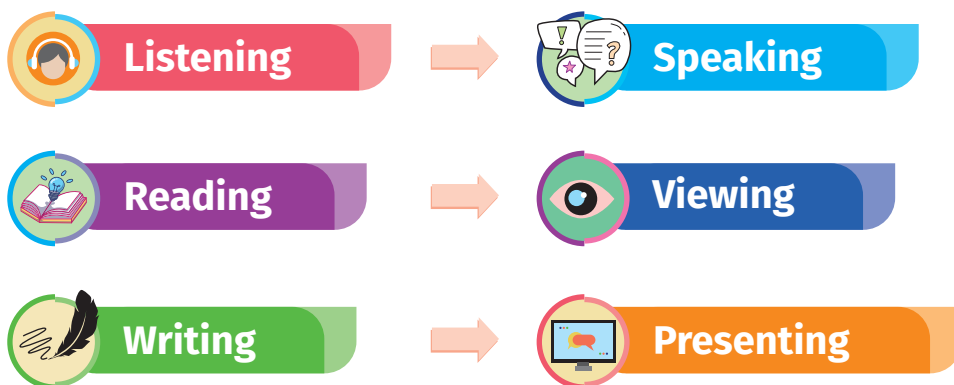 Listening
Speaking
Reading
Viewing
Writing
Presenting